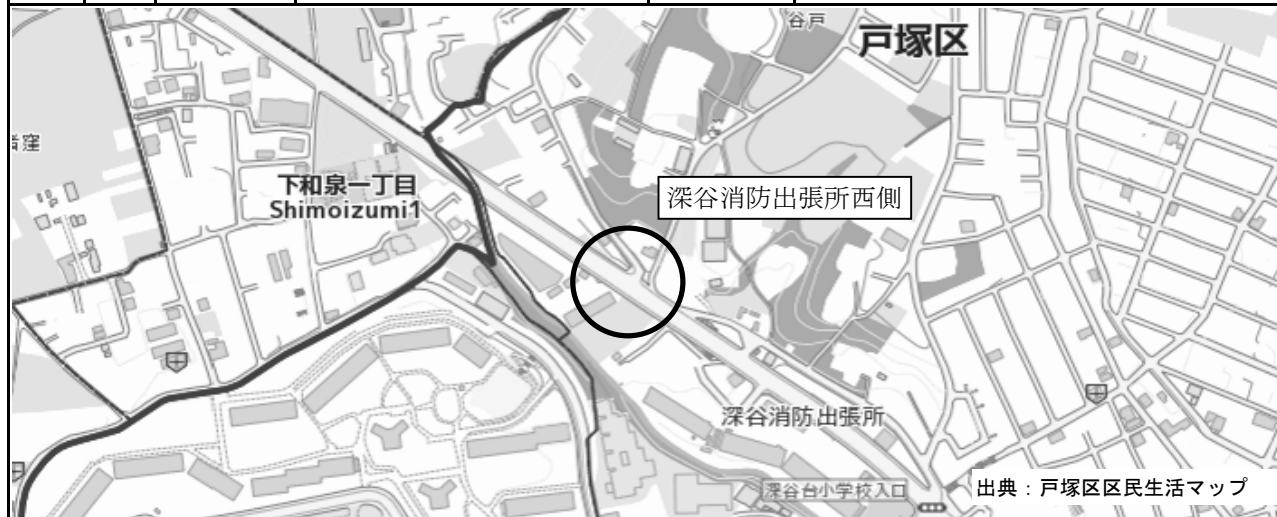 谷戸
戸塚区
窪
下和泉一丁目
Shimoizumi1
深谷消防出張所西側
深谷消防出張所
深谷台小学校入口
出典：戸塚区区民生活マップ